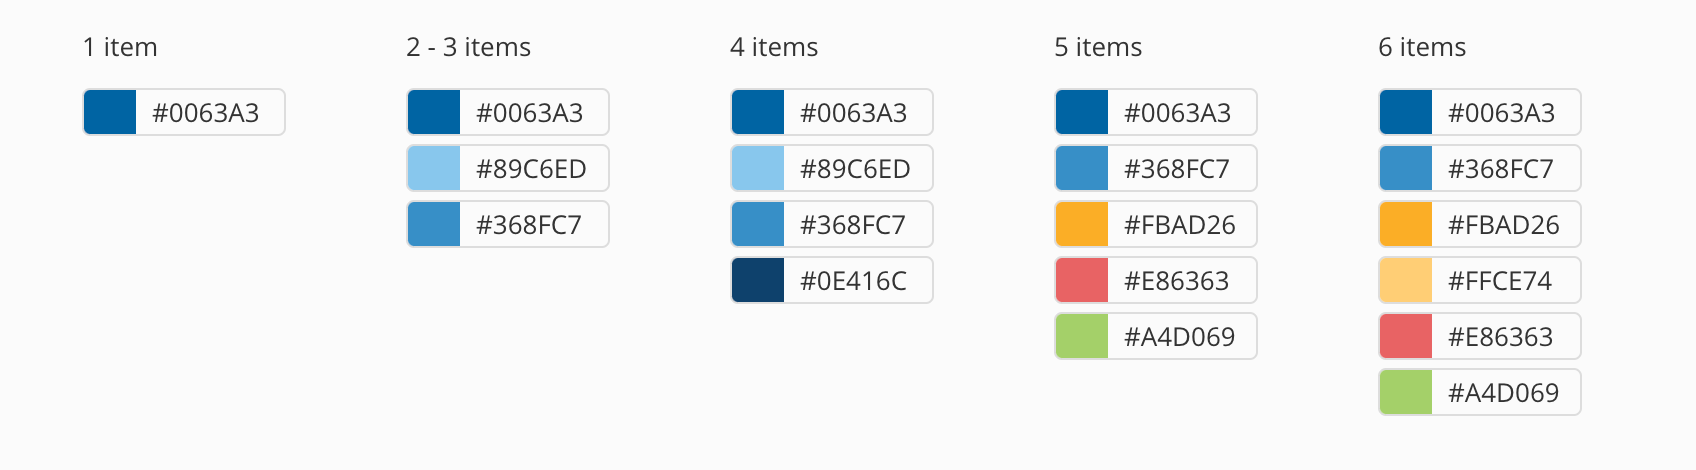 1 item
#0063A3
2 - 3 items
#0063A3
#89C6ED
#368FC7
4 items
#0063A3
#89C6ED
#368FC7
#0E416C
5 items
#0063A3
#368FC7
#FBAD26
#E86363
#A4D069
6 items
#0063A3
#368FC7
#FBAD26
#FFCE74
#E86363
#A4D069